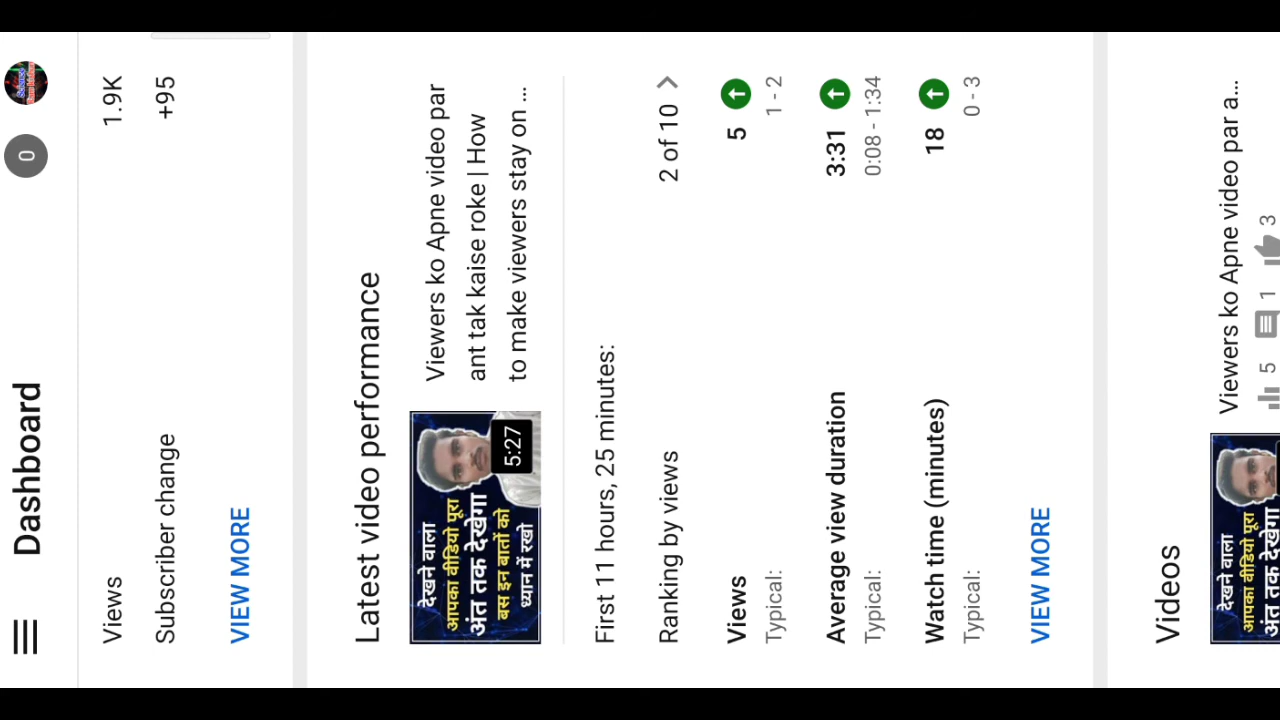 Dashboard
0
Views 1.9K
Subscriber change +95
VIEW MORE
Latest video performance
देखने वाला
आपका वीडियो पूरा
अंत तक देखेगा
बस इन बातों को
ध्यान में रखो
5:27
Viewers ko Apne video par
ant tak kaise roke | How
to make viewers stay on ...
First 11 hours, 25 minutes:
Ranking by views 2 of 10
Views 5
Typical: 1 - 2
Average view duration 3:31
Typical: 0:08 - 1:34
Watch time (minutes) 18
Typical: 0 - 3
VIEW MORE
Videos
देखने वाला
आपका वीडियो पूरा
अंत तक देखेगा
Viewers ko Apne video par a...
5 1 3